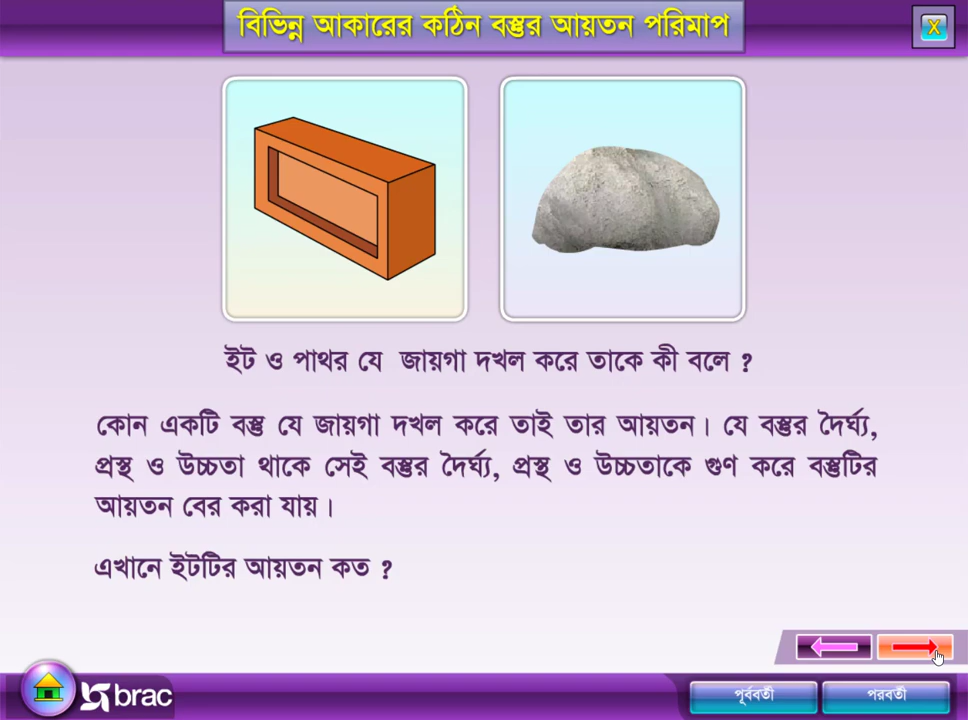 বিভিন্ন আকারের কঠিন বস্তুর আয়তন পরিমাপ
X
ইট ও পাথর যে জায়গা দখল করে তাকে কী বলে ?
কোন একটি বস্তু যে জায়গা দখল করে তাই তার আয়তন। যে বস্তুর দৈর্ঘ্য,
প্রস্থ ও উচ্চতা থাকে সেই বস্তুর দৈর্ঘ্য, প্রস্থ ও উচ্চতাকে গুণ করে বস্তুটির
আয়তন বের করা যায়।
এখানে ইটটির আয়তন কত ?
brac
পূর্ববর্তী
পরবর্তী